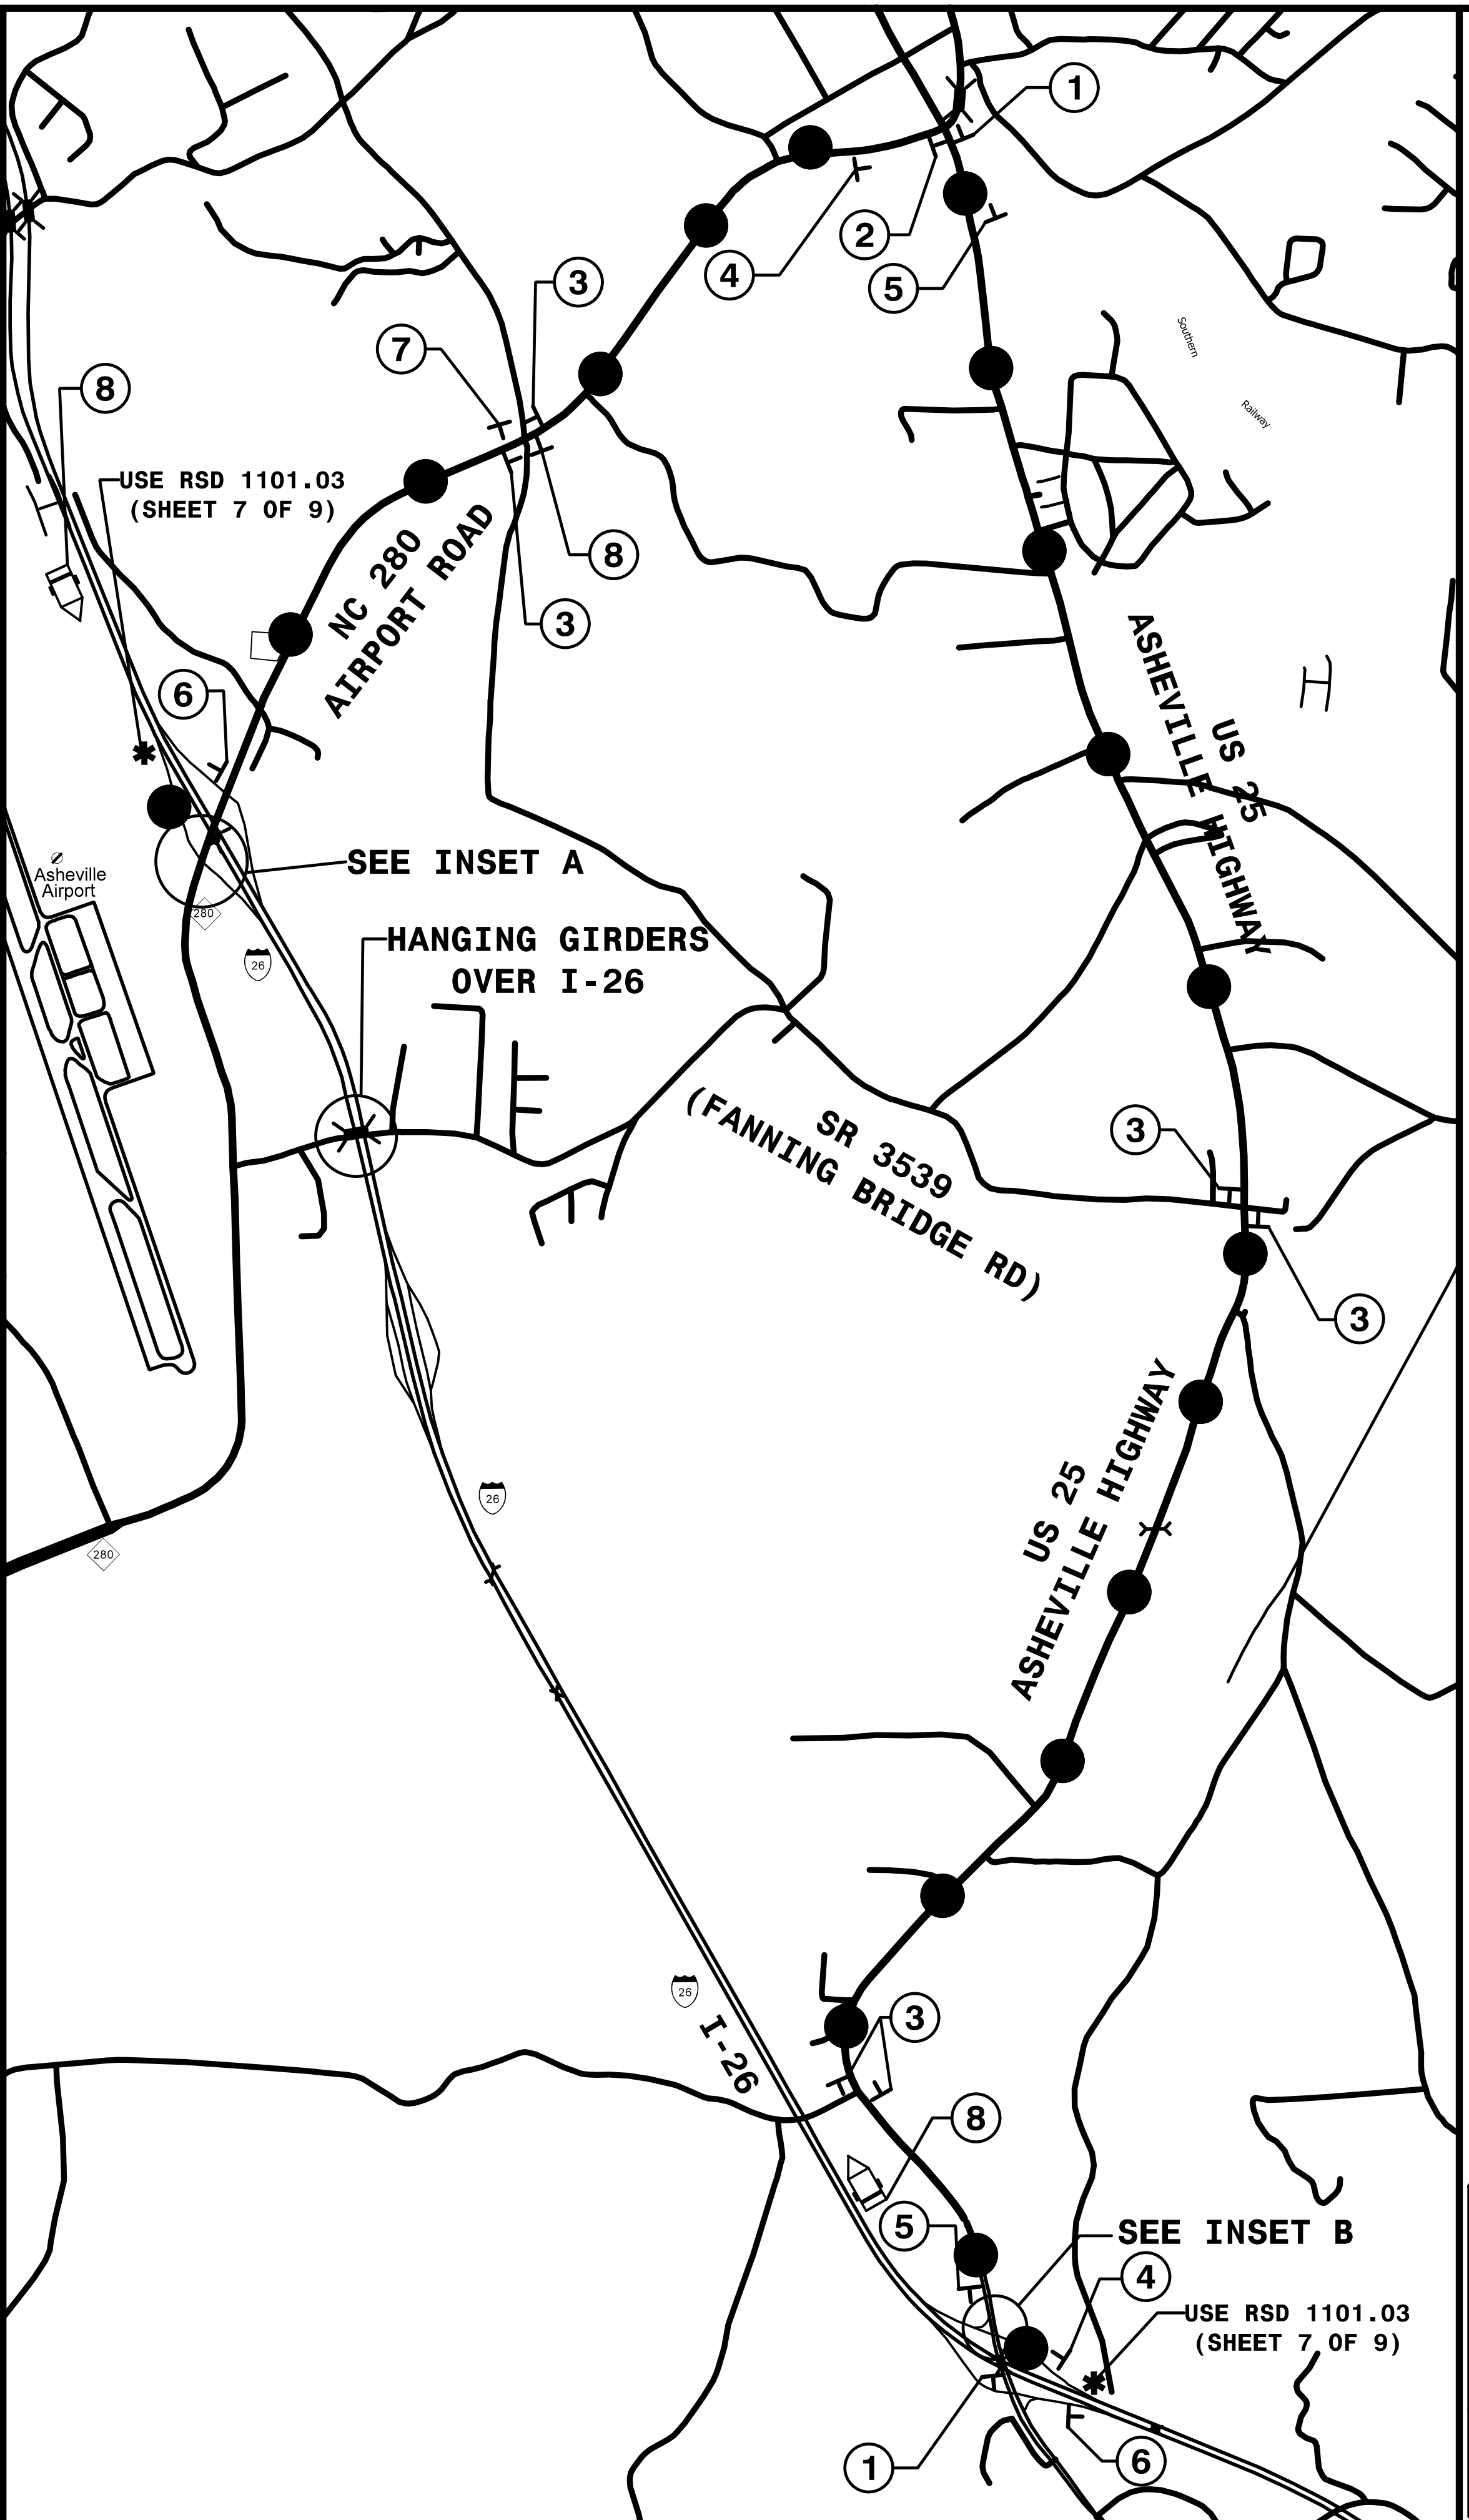 1
2
3
4
5
7
Southern
8
Railway
USE RSD 1101.03
(SHEET 7 OF 9)
8
NC 280
AIRPORT ROAD
3
6
US 25
ASHEVILLE HIGHWAY
SEE INSET A
Asheville
Airport
280
HANGING GIRDERS
OVER I-26
26
3
SR 3539
(FANNING BRIDGE RD)
3
US 25
ASHEVILLE HIGHWAY
26
280
26
I-26
3
8
5
SEE INSET B
4
USE RSD 1101.03
(SHEET 7 OF 9)
1
6